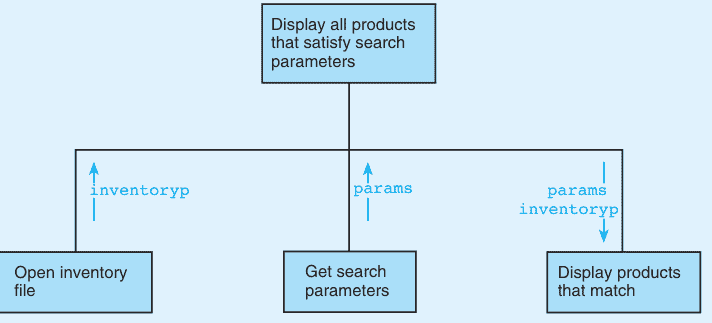 Display all products
that satisfy search
parameters
inventoryp
params
params
inventoryp
Open inventory
file
Get search
parameters
Display products
that match